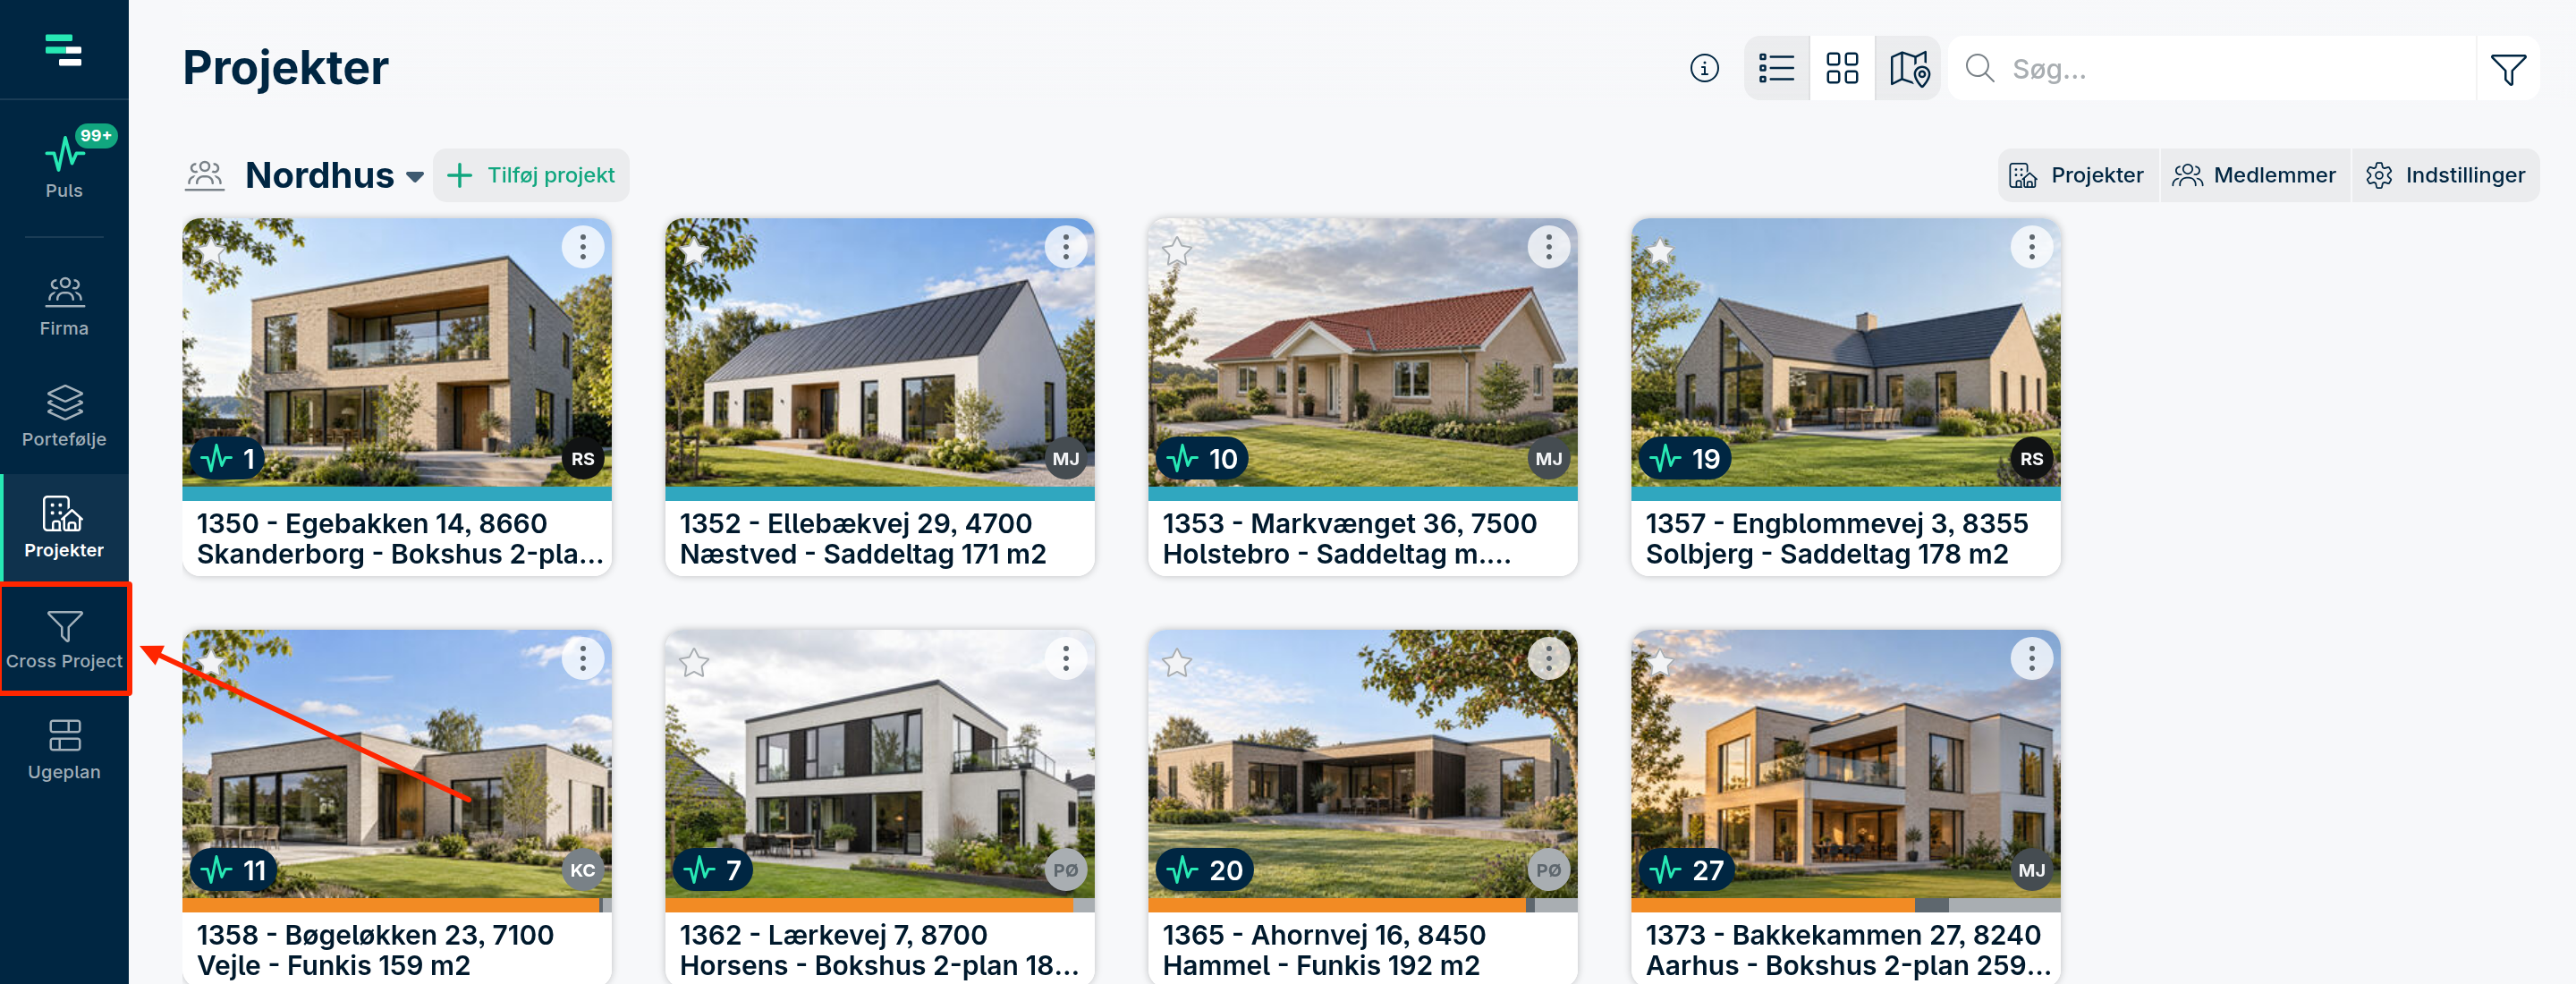 Projekter
Søg...
99+
Puls
Firma
Portefølje
Projekter
Cross Project
Ugeplan
Nordhus
Tilføj projekt
Projekter
Medlemmer
Indstillinger
1
RS
1350 - Egebakken 14, 8660
Skanderborg - Bokshus 2-pla...
MJ
1352 - Ellebækvej 29, 4700
Næstved - Saddeltag 171 m2
10
MJ
1353 - Markvænget 36, 7500
Holstebro - Saddeltag m....
19
RS
1357 - Engblommevej 3, 8355
Solbjerg - Saddeltag 178 m2
11
KC
1358 - Bøgeløkken 23, 7100
Vejle - Funkis 159 m2
7
PØ
1362 - Lærkevej 7, 8700
Horsens - Bokshus 2-plan 18...
20
PØ
1365 - Ahornvej 16, 8450
Hammel - Funkis 192 m2
27
MJ
1373 - Bakkekammen 27, 8240
Aarhus - Bokshus 2-plan 259...